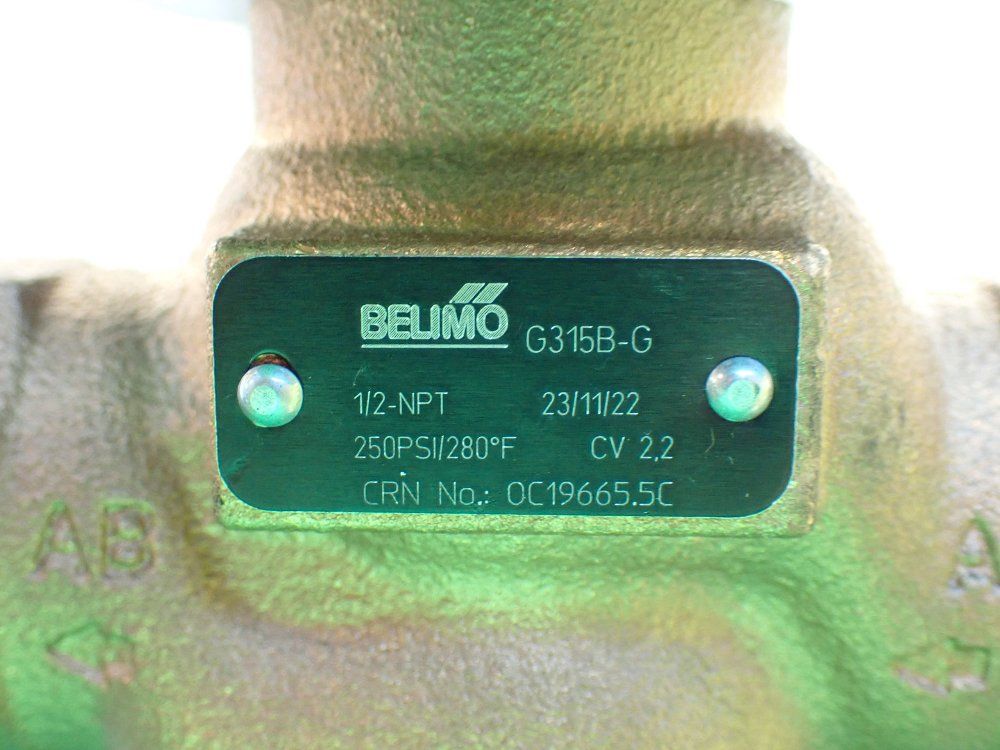 BELIMO G315B-G
1/2-NPT 23/11/22
250PSI/280°F CV 2,2
CRN No.: 0C19665.5C
AB A